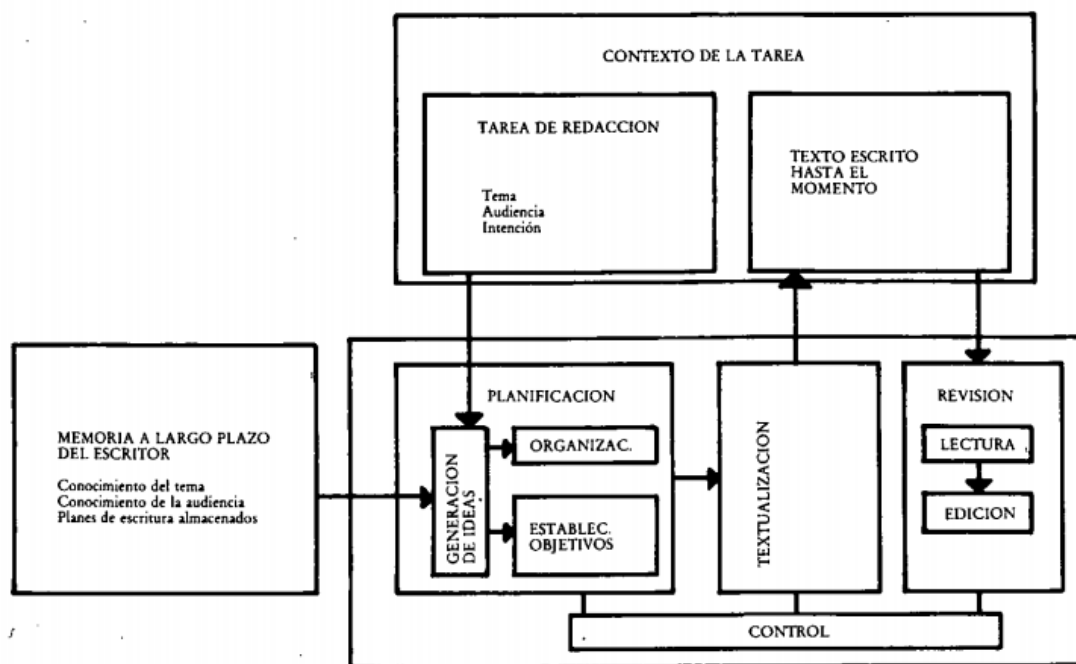 CONTEXTO DE LA TAREA
TAREA DE REDACCION
Tema
Audiencia
Intención
TEXTO ESCRITO
HASTA EL
MOMENTO
MEMORIA A LARGO PLAZO
DEL ESCRITOR
Conocimiento del tema
Conocimiento de la audiencia
Planes de escritura almacenados
PLANIFICACION
GENERACION
DE IDEAS
ORGANIZAC.
ESTABLEC.
OBJETIVOS
TEXTUALIZACION
REVISION
LECTURA
EDICION
CONTROL